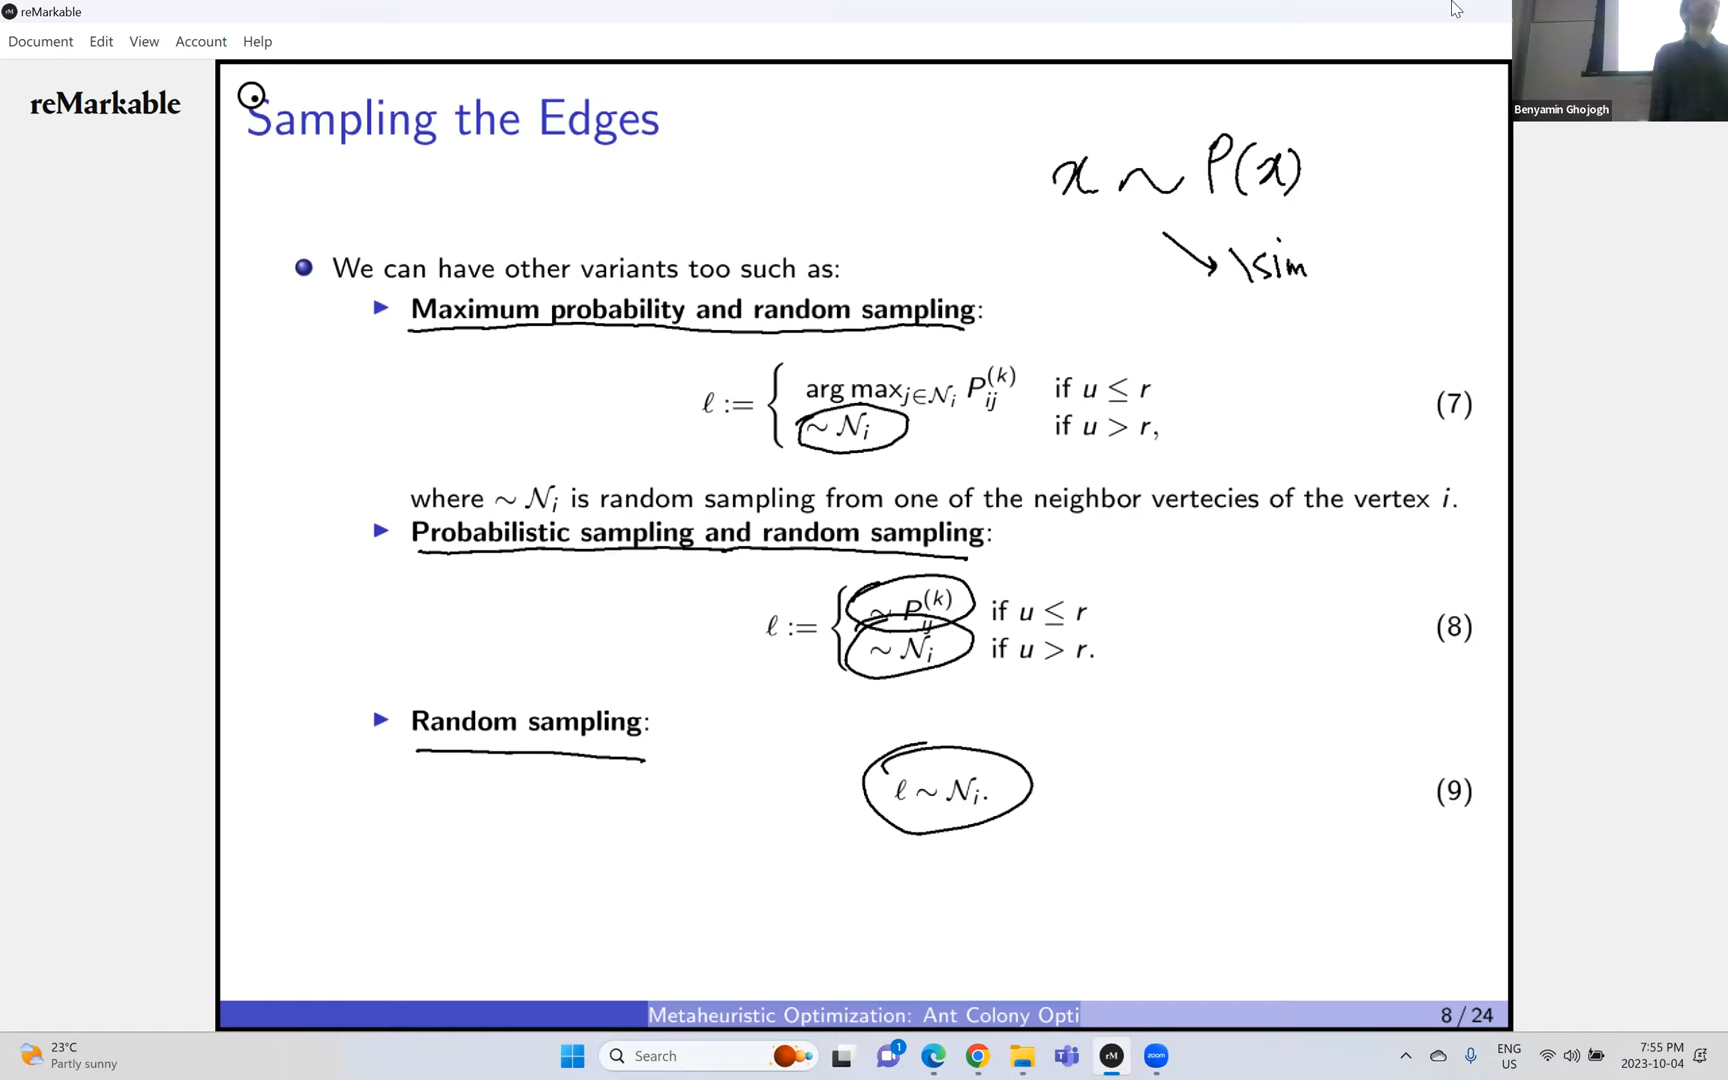 reMarkable
Document Edit View Account Help
reMarkable
Benyamin Ghojogh
Sampling the Edges
x ∼ P(x)
\sim
We can have other variants too such as:
Maximum probability and random sampling:
ℓ := { arg max_{j∈𝒩_i} P_{ij}^{(k)} if u ≤ r
∼ 𝒩_i if u > r, (7)
where ∼ 𝒩_i is random sampling from one of the neighbor vertecies of the vertex i.
Probabilistic sampling and random sampling:
ℓ := { ∼ P_{ij}^{(k)} if u ≤ r
∼ 𝒩_i if u > r. (8)
Random sampling:
ℓ ∼ 𝒩_i. (9)
Metaheuristic Optimization: Ant Colony Opti 8 / 24
23°C
Partly sunny
Search
1
rM
zoom
ENG
US
7:55 PM
2023-10-04